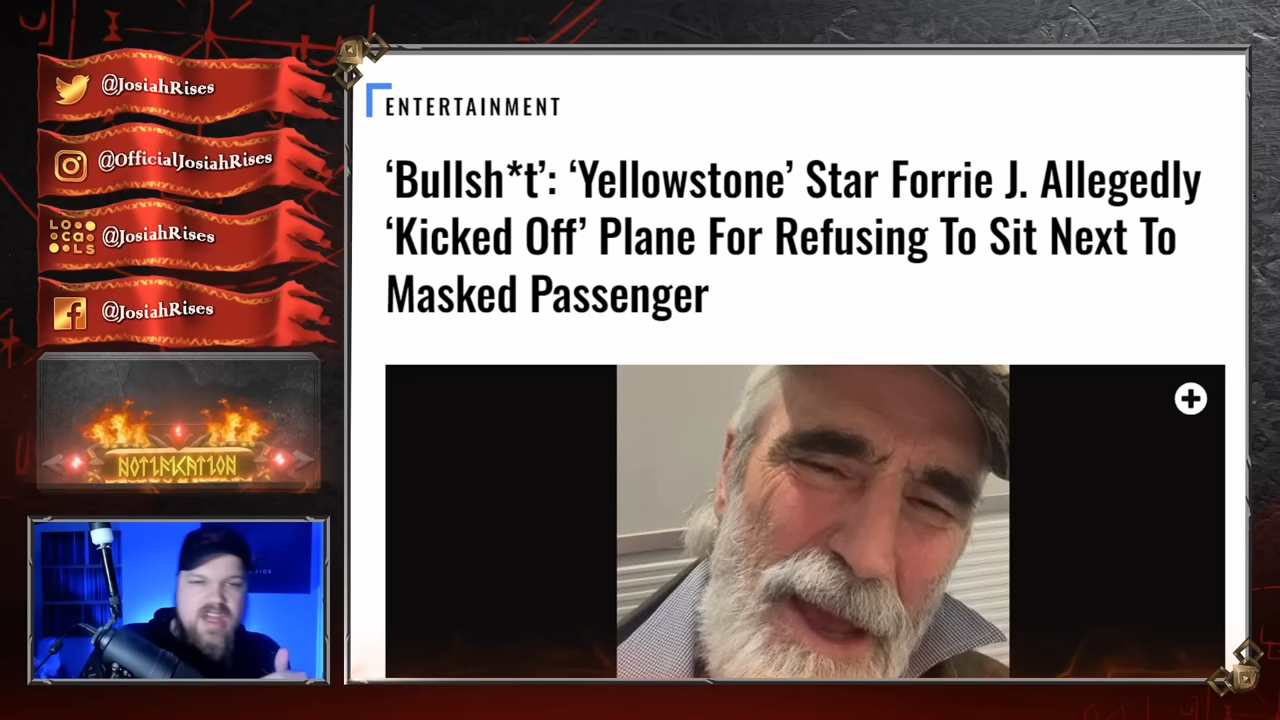 @JosiahRises
@OfficialJosiahRises
LOcaLS
@JosiahRises
@JosiahRises
NOTIFICATION
ENTERTAINMENT
‘Bullsh*t’: ‘Yellowstone’ Star Forrie J. Allegedly
‘Kicked Off’ Plane For Refusing To Sit Next To
Masked Passenger